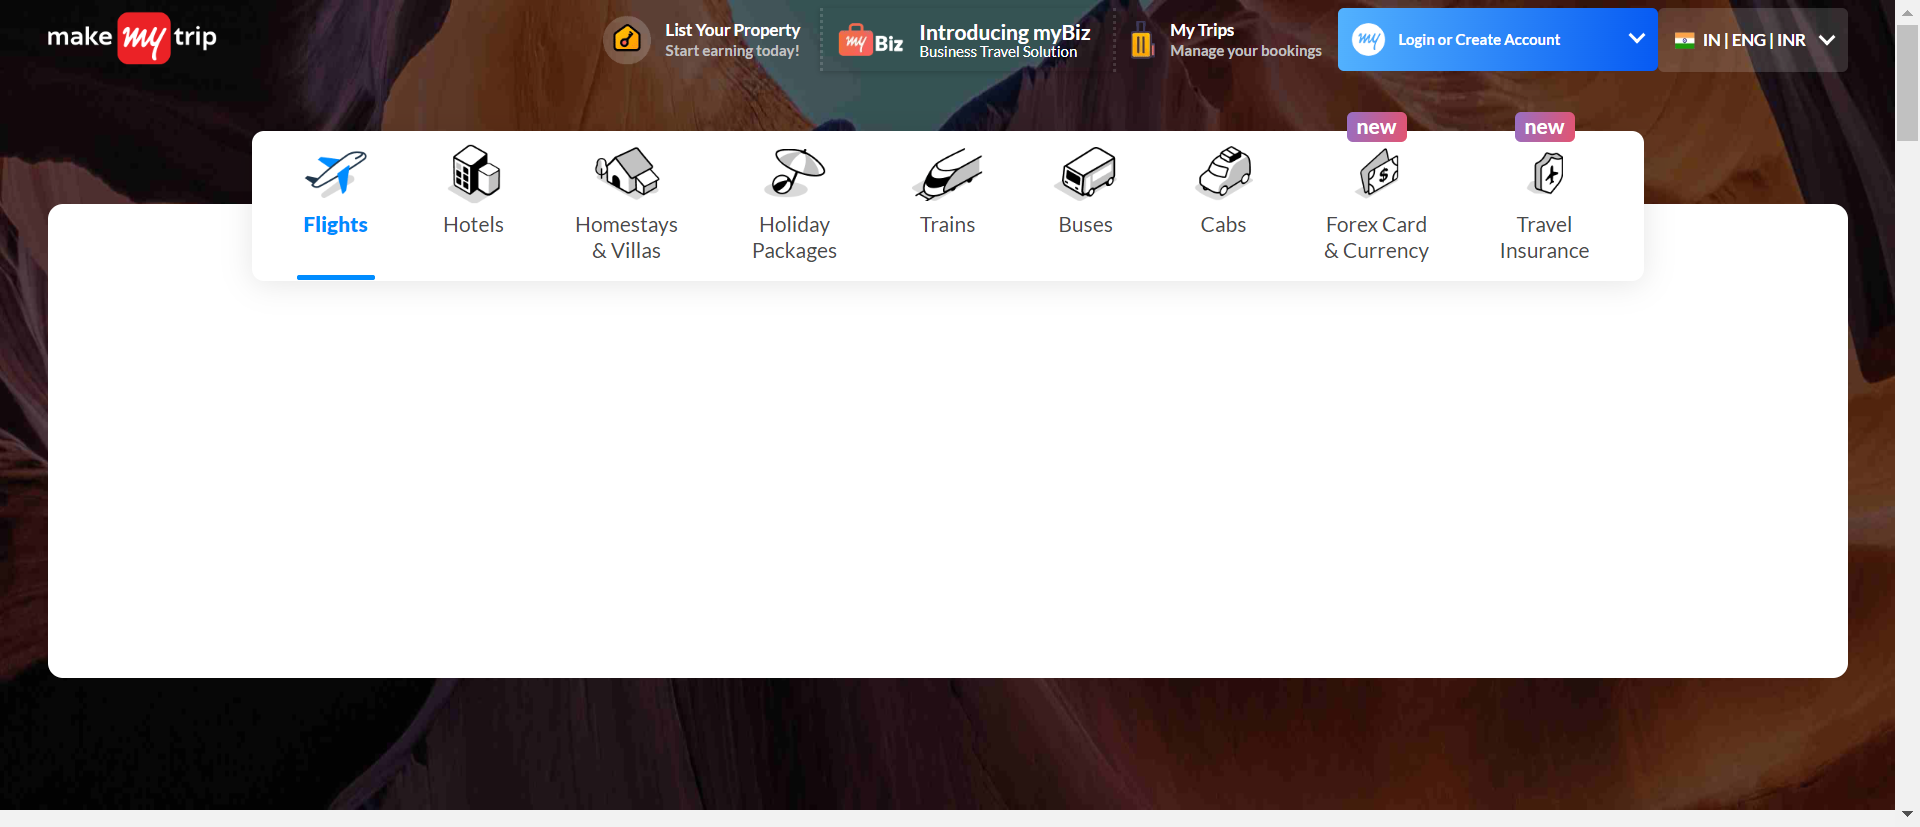 make my trip
List Your Property
Start earning today!
my Biz
Introducing myBiz
Business Travel Solution
My Trips
Manage your bookings
my
Login or Create Account
IN | ENG | INR
new
new
Flights
Hotels
Homestays
& Villas
Holiday
Packages
Trains
Buses
Cabs
Forex Card
& Currency
Travel
Insurance